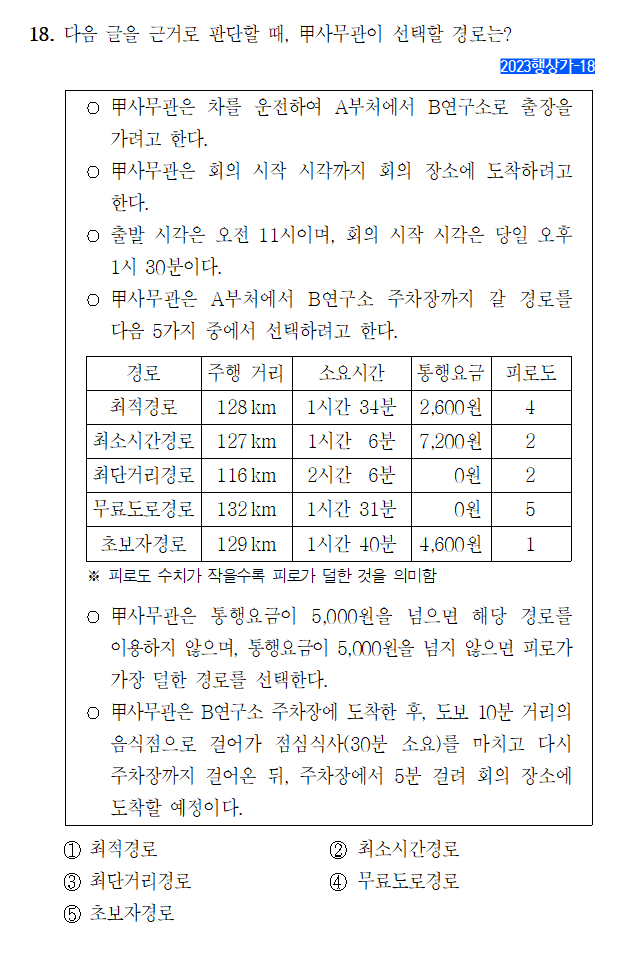 18. 다음 글을 근거로 판단할 때, 甲사무관이 선택할 경로는?
2023행상가-18
○ 甲사무관은 차를 운전하여 A부처에서 B연구소로 출장을
가려고 한다.
○ 甲사무관은 회의 시작 시각까지 회의 장소에 도착하려고
한다.
○ 출발 시각은 오전 11시이며, 회의 시작 시각은 당일 오후
1시 30분이다.
○ 甲사무관은 A부처에서 B연구소 주차장까지 갈 경로를
다음 5가지 중에서 선택하려고 한다.
경로 주행 거리 소요시간 통행요금 피로도
최적경로 128km 1시간 34분 2,600원 4
최소시간경로 127km 1시간 6분 7,200원 2
최단거리경로 116km 2시간 6분 0원 2
무료도로경로 132km 1시간 31분 0원 5
초보자경로 129km 1시간 40분 4,600원 1
※ 피로도 수치가 작을수록 피로가 덜한 것을 의미함
○ 甲사무관은 통행요금이 5,000원을 넘으면 해당 경로를
이용하지 않으며, 통행요금이 5,000원을 넘지 않으면 피로가
가장 덜한 경로를 선택한다.
○ 甲사무관은 B연구소 주차장에 도착한 후, 도보 10분 거리의
음식점으로 걸어가 점심식사(30분 소요)를 마치고 다시
주차장까지 걸어온 뒤, 주차장에서 5분 걸려 회의 장소에
도착할 예정이다.
① 최적경로 ② 최소시간경로
③ 최단거리경로 ④ 무료도로경로
⑤ 초보자경로